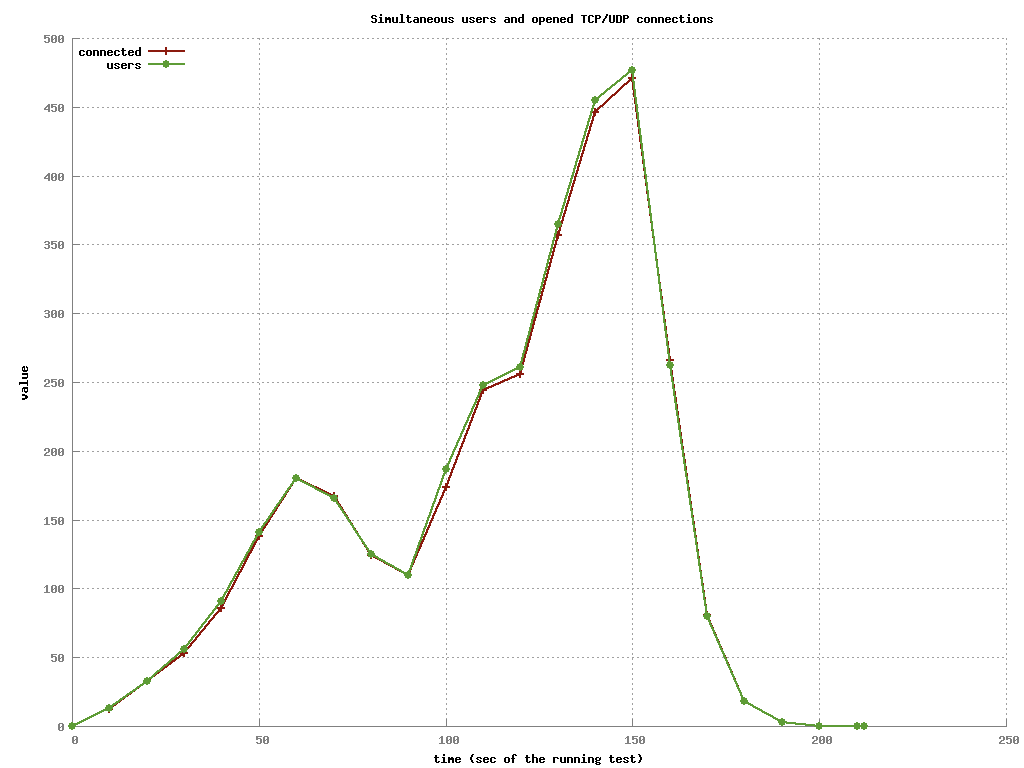 Simultaneous users and opened TCP/UDP connections
500
connected
users
450
400
350
300
250
value
200
150
100
50
0
0 50 100 150 200 250
time (sec of the running test)